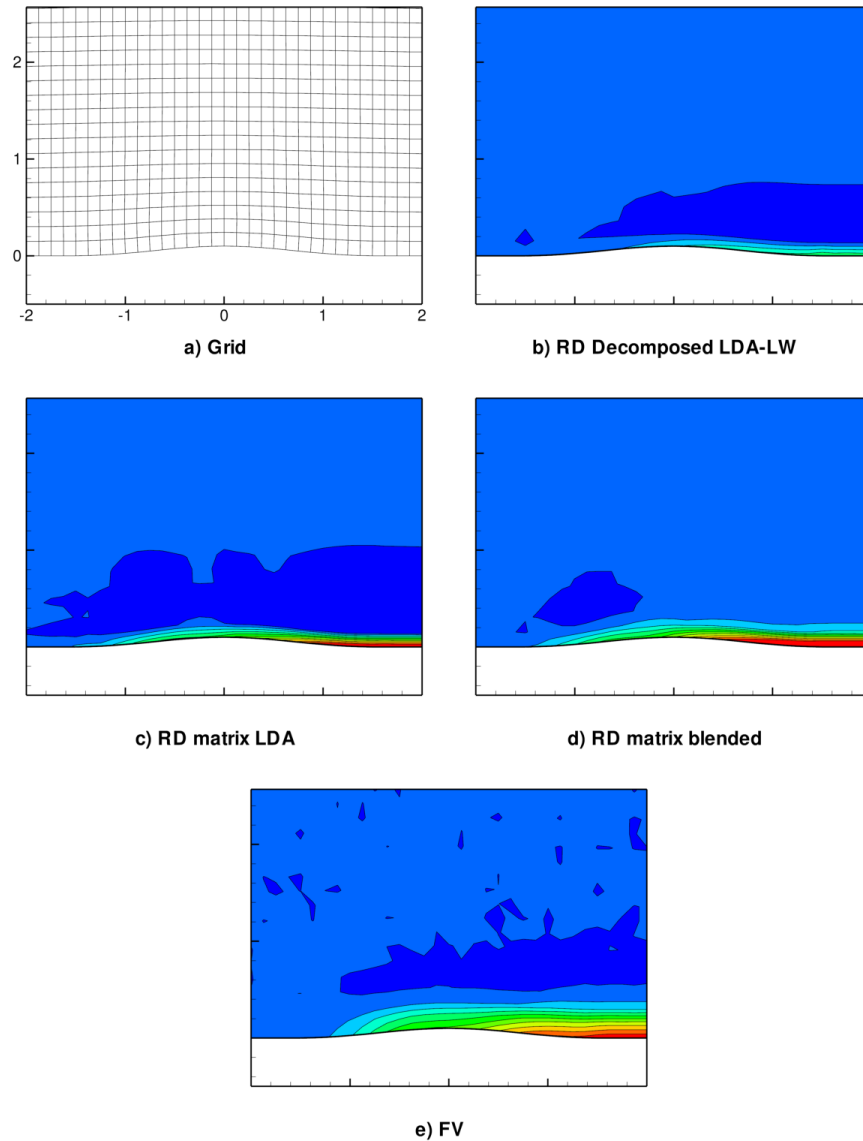 2
1
0
-2
-1
0
1
2
a) Grid
b) RD Decomposed LDA-LW
c) RD matrix LDA
d) RD matrix blended
e) FV